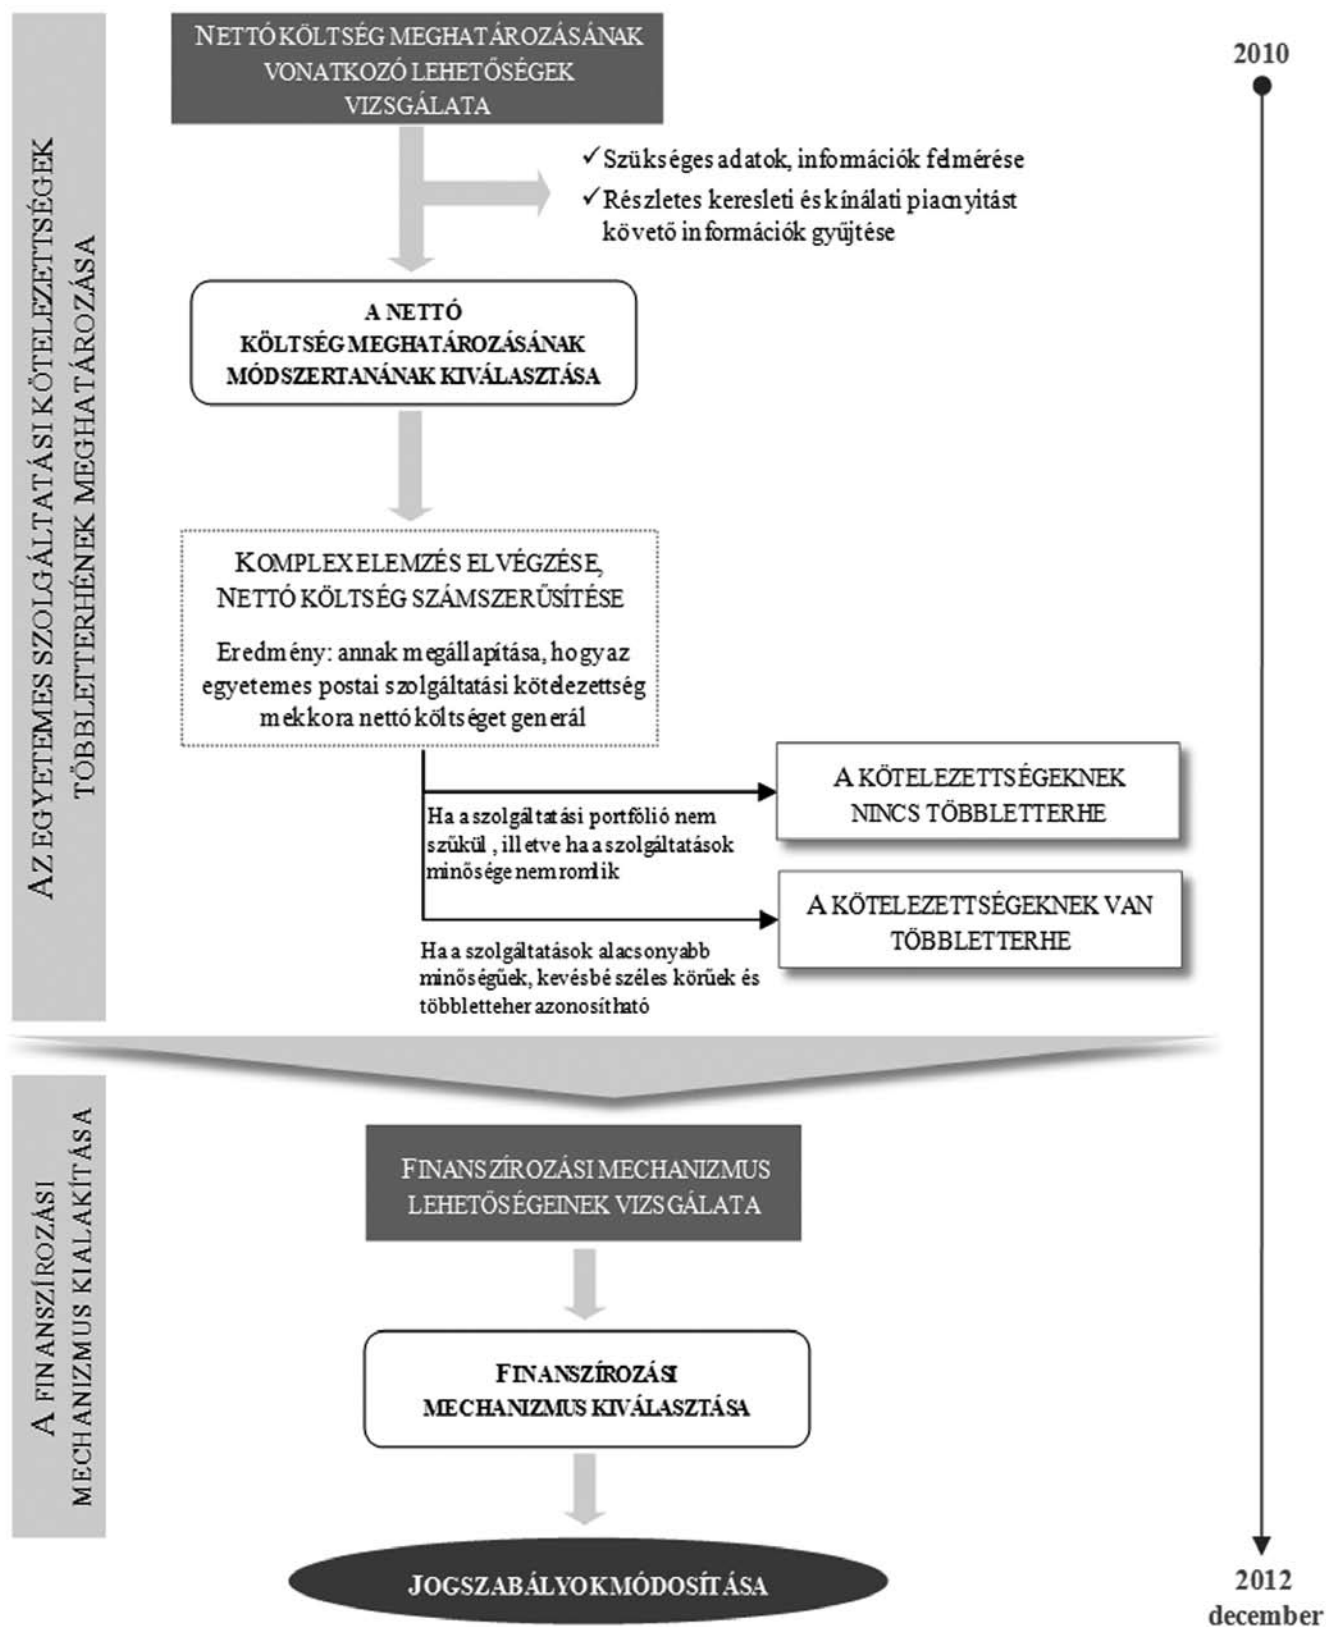 NETTÓ KÖLTSÉG MEGHATÁROZÁSÁNAK
VONATKOZÓ LEHETŐSÉGEK
VIZSGÁLATA
2010
✓ Szükséges adatok, információk felmérése
✓ Részletes keresleti és kínálati piacnyitást
követő információk gyűjtése
AZ EGYETEMES SZOLGÁLTATÁSI KÖTELEZETTSÉGEK
TÖBBLETTERHÉNEK MEGHATÁROZÁSA
A NETTÓ
KÖLTSÉG MEGHATÁROZÁSÁNAK
MÓDSZERTANÁNAK KIVÁLASZTÁSA
KOMPLEX ELEMZÉS ELVÉGZÉSE,
NETTÓ KÖLTSÉG SZÁMSZERŰSÍTÉSE
Eredmény: annak megállapítása, hogy az
egyetemes postai szolgáltatási kötelezettség
mekkora nettó költséget generál
A KÖTELEZETTSÉGEKNEK
NINCS TÖBBLETTERHE
Ha a szolgáltatási portfólió nem
szűkül, illetve ha a szolgáltatások
minősége nem romlik
A KÖTELEZETTSÉGEKNEK VAN
TÖBBLETTERHE
Ha a szolgáltatások alacsonyabb
minőségűek, kevésbé széles körűek és
többletteher azonosítható
A FINANSZÍROZÁSI
MECHANIZMUS KIALAKÍTÁSA
FINANSZÍROZÁSI MECHANIZMUS
LEHETŐSÉGEINEK VIZSGÁLATA
FINANSZÍROZÁSI
MECHANIZMUS KIVÁLASZTÁSA
JOGSZABÁLYOK MÓDOSÍTÁSA
2012
december